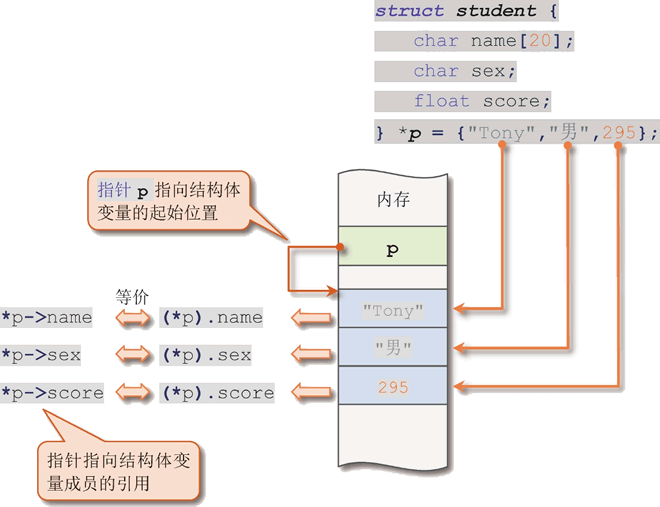 struct student {
char name[20];
char sex;
float score;
} *p = {"Tony","男",295};
指针 p 指向结构体
变量的起始位置
内存
p
等价
*p->name (*p).name "Tony"
*p->sex (*p).sex "男"
*p->score (*p).score 295
指针指向结构体变
量成员的引用